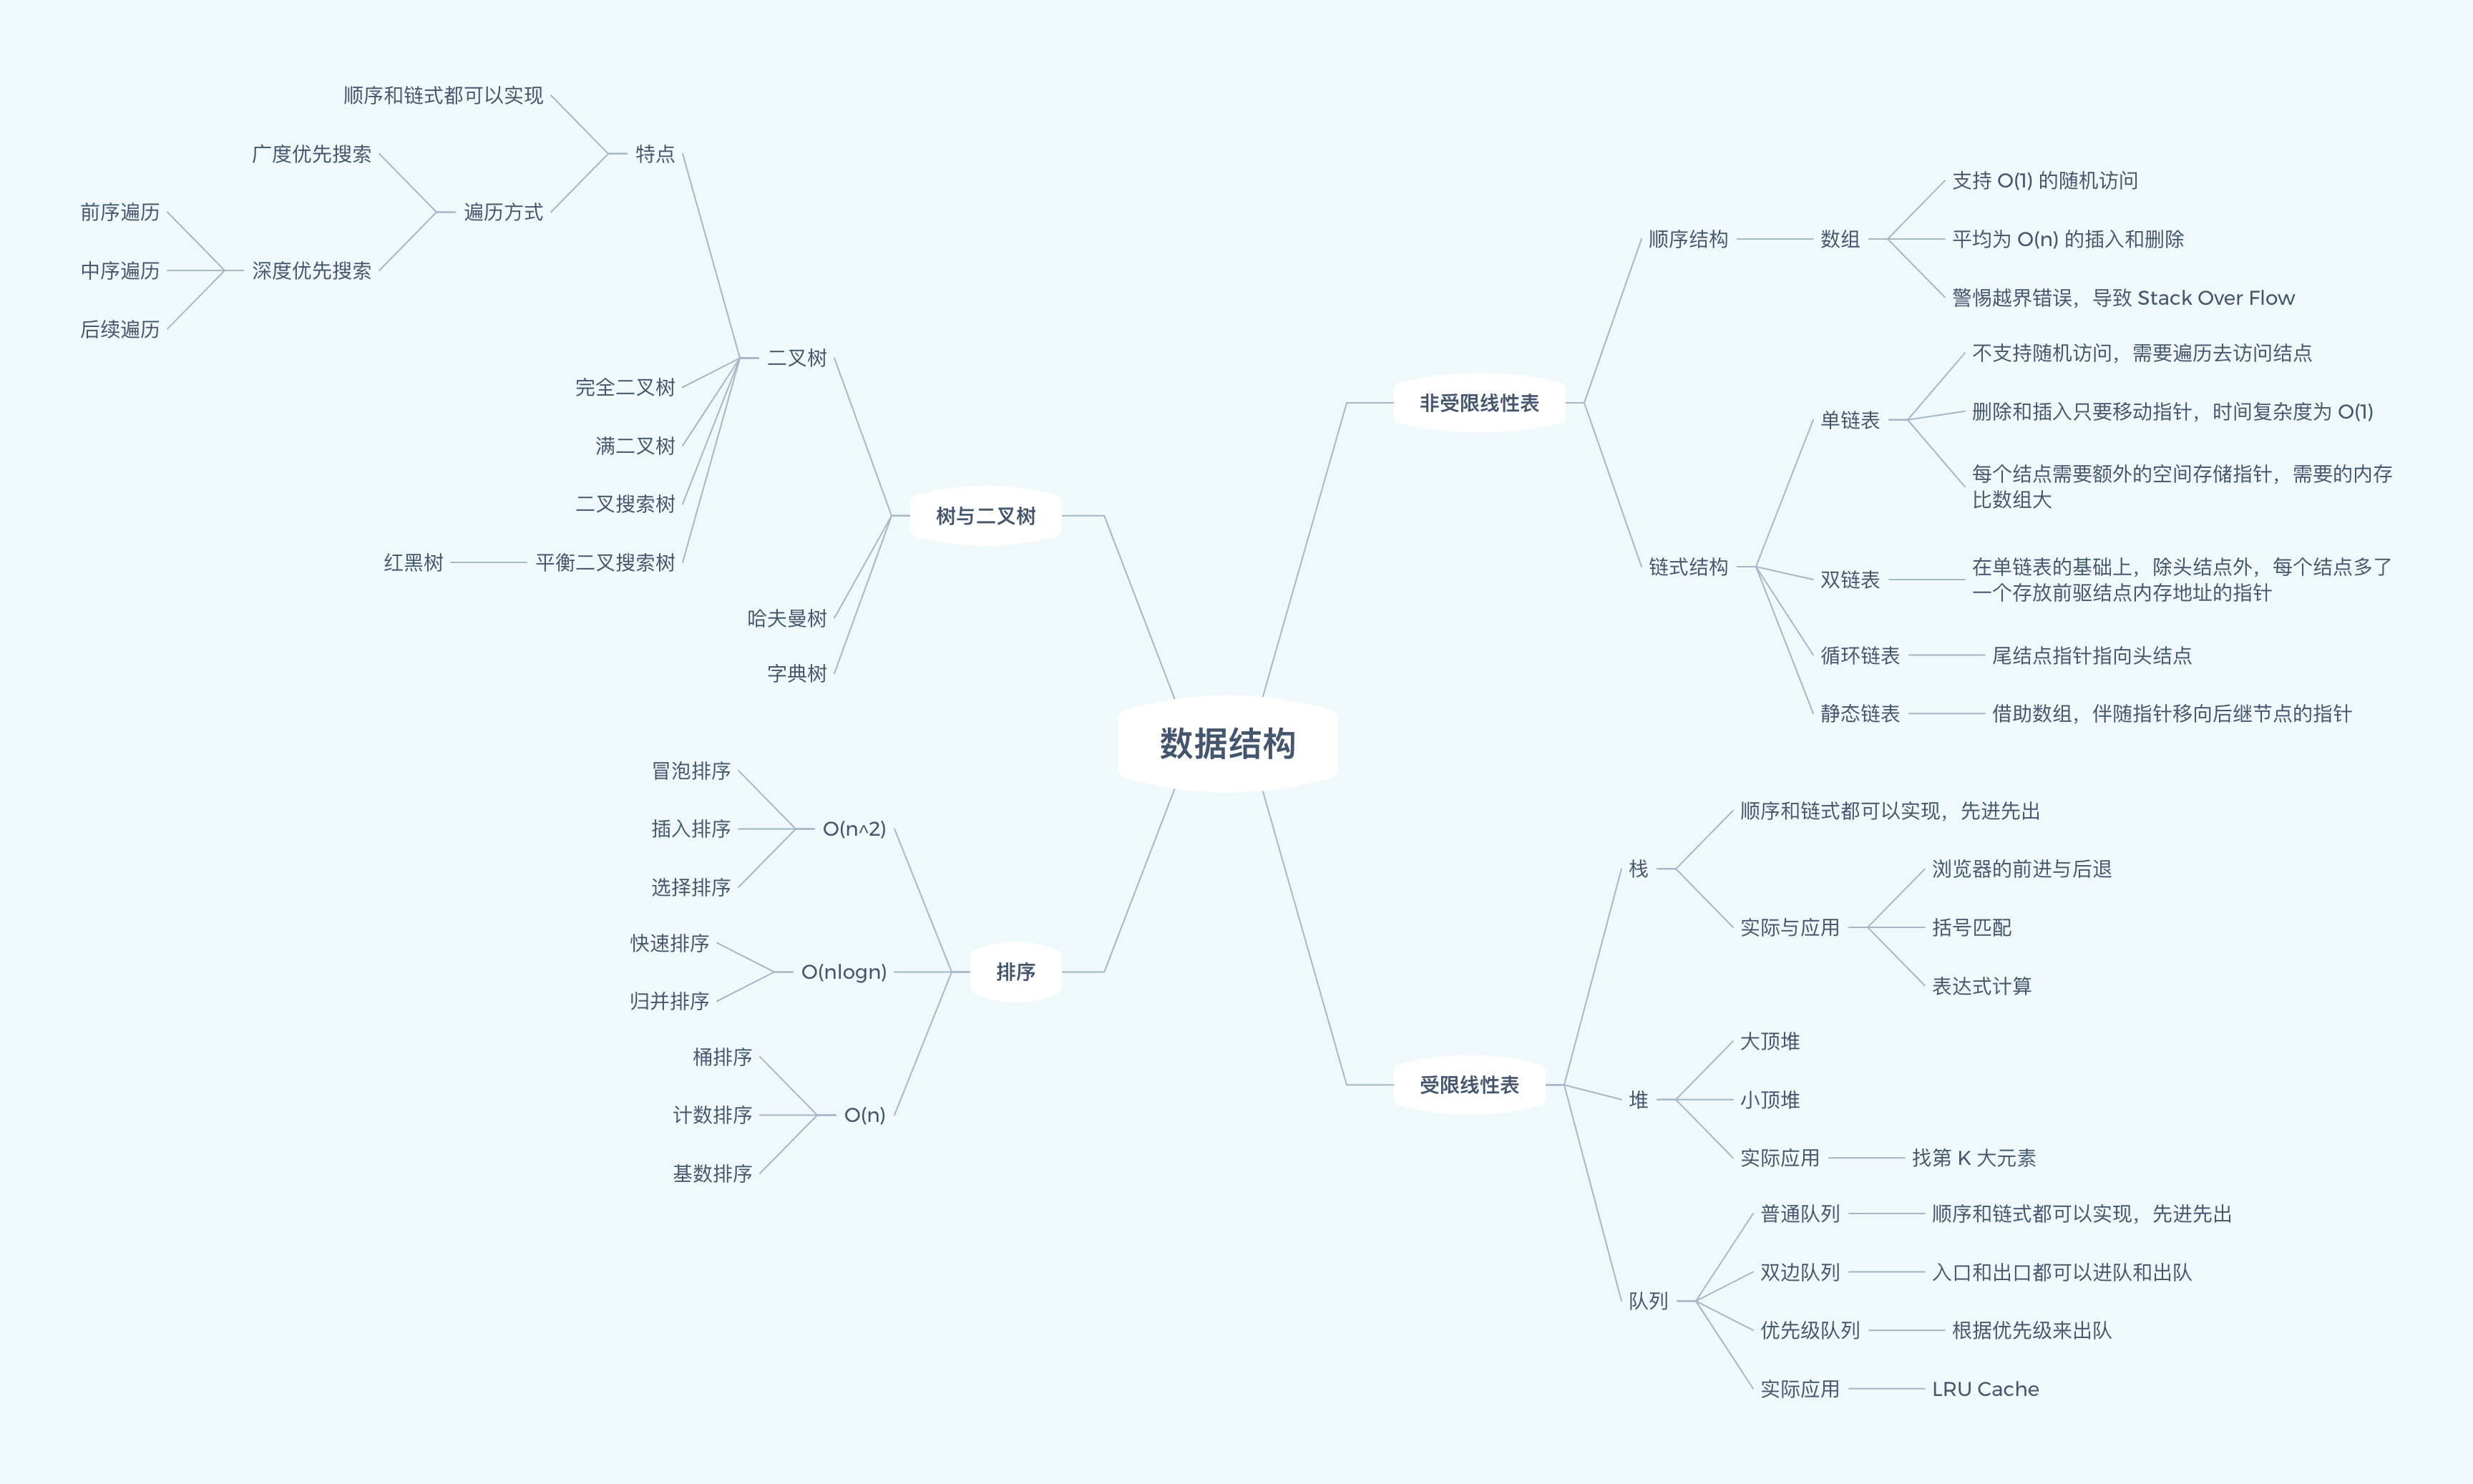 数据结构
非受限线性表
顺序结构
数组
支持 O(1) 的随机访问
平均为 O(n) 的插入和删除
警惕越界错误，导致 Stack Over Flow
链式结构
单链表
不支持随机访问，需要遍历去访问结点
删除和插入只要移动指针，时间复杂度为 O(1)
每个结点需要额外的空间存储指针，需要的内存
比数组大
双链表
在单链表的基础上，除头结点外，每个结点多了
一个存放前驱结点内存地址的指针
循环链表
尾结点指针指向头结点
静态链表
借助数组，伴随指针移向后继节点的指针
受限线性表
栈
顺序和链式都可以实现，先进先出
实际与应用
浏览器的前进与后退
括号匹配
表达式计算
堆
大顶堆
小顶堆
实际应用
找第 K 大元素
队列
普通队列
顺序和链式都可以实现，先进先出
双边队列
入口和出口都可以进队和出队
优先级队列
根据优先级来出队
实际应用
LRU Cache
树与二叉树
二叉树
特点
顺序和链式都可以实现
遍历方式
广度优先搜索
深度优先搜索
前序遍历
中序遍历
后续遍历
完全二叉树
满二叉树
二叉搜索树
平衡二叉搜索树
红黑树
哈夫曼树
字典树
排序
O(n^2)
冒泡排序
插入排序
选择排序
O(nlogn)
快速排序
归并排序
O(n)
桶排序
计数排序
基数排序